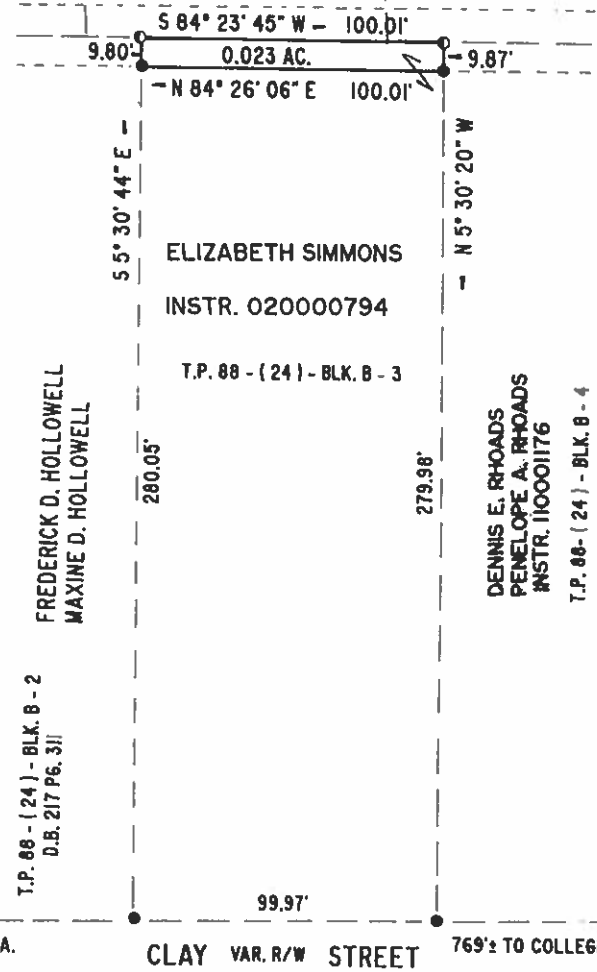 S 84° 23' 45" W – 100.01'
9.80'
0.023 AC.
9.87'
N 84° 26' 06" E 100.01'
S 5° 30' 44" E
N 5° 30' 20" W
ELIZABETH SIMMONS
INSTR. 020000794
T.P. 88 - ( 24 ) - BLK. B - 3
FREDERICK D. HOLLOWELL
MAXINE D. HOLLOWELL
280.05'
279.98'
DENNIS E. RHOADS
PENELOPE A. RHOADS
INSTR. 110001176
T.P. 88- ( 24 ) - BLK. B - 4
T.P. 88 - ( 24 ) - BLK. B - 2
D.B. 217 PG. 311
99.97'
A.
CLAY VAR. R/W STREET
769'± TO COLLEG